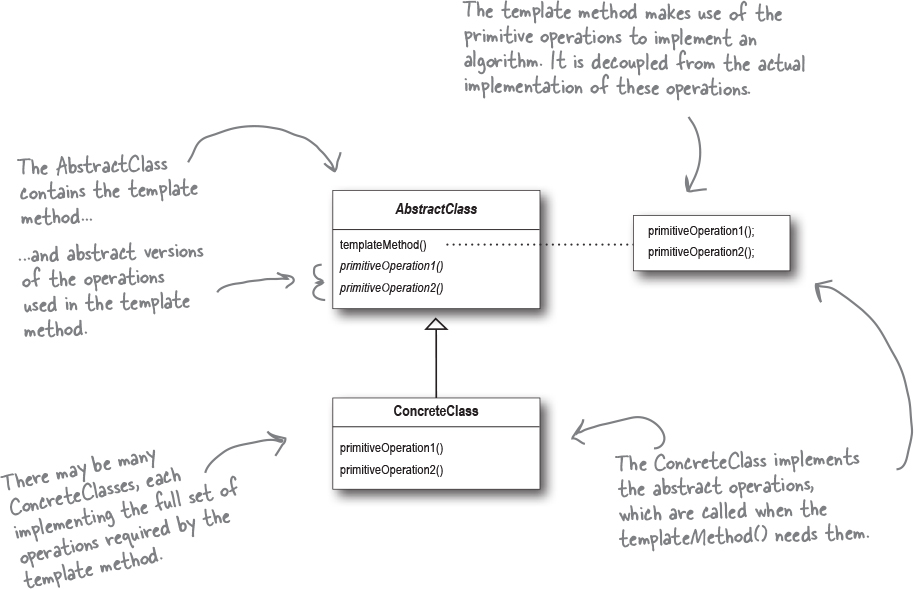 The template method makes use of the
primitive operations to implement an
algorithm. It is decoupled from the actual
implementation of these operations.
The AbstractClass
contains the template
method...
...and abstract versions
of the operations
used in the template
method.
AbstractClass
templateMethod()
primitiveOperation1()
primitiveOperation2()
primitiveOperation1();
primitiveOperation2();
ConcreteClass
primitiveOperation1()
primitiveOperation2()
There may be many
ConcreteClasses, each
implementing the full set of
operations required by the
template method.
The ConcreteClass implements
the abstract operations,
which are called when the
templateMethod() needs them.